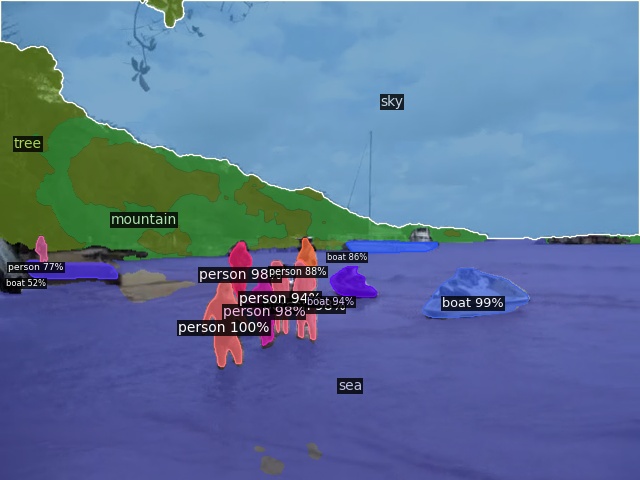 sky
tree
mountain
boat 86%
person 77%
person 98%
person 88%
boat 52%
person 94%
boat 94%
boat 99%
person 98%
person 100%
sea